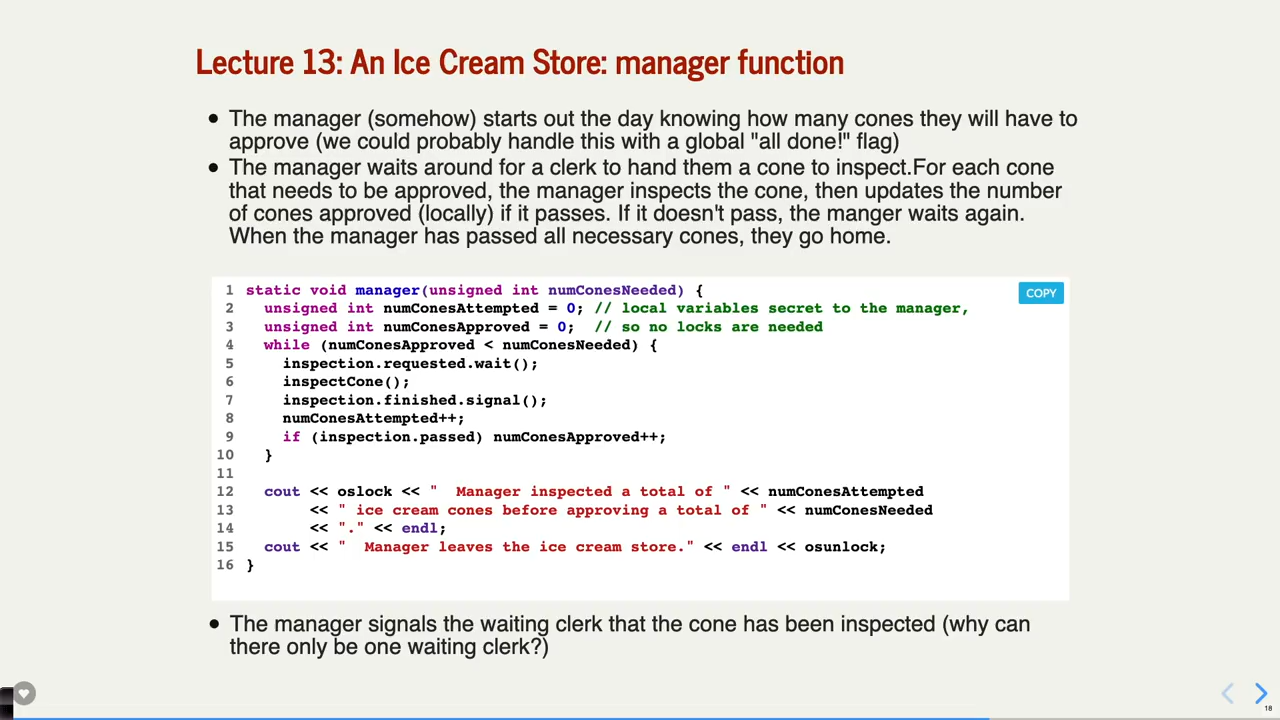 Lecture 13: An Ice Cream Store: manager function
• The manager (somehow) starts out the day knowing how many cones they will have to
approve (we could probably handle this with a global "all done!" flag)
• The manager waits around for a clerk to hand them a cone to inspect.For each cone
that needs to be approved, the manager inspects the cone, then updates the number
of cones approved (locally) if it passes. If it doesn't pass, the manger waits again.
When the manager has passed all necessary cones, they go home.
COPY
1 static void manager(unsigned int numConesNeeded) {
2   unsigned int numConesAttempted = 0; // local variables secret to the manager,
3   unsigned int numConesApproved = 0;  // so no locks are needed
4   while (numConesApproved < numConesNeeded) {
5     inspection.requested.wait();
6     inspectCone();
7     inspection.finished.signal();
8     numConesAttempted++;
9     if (inspection.passed) numConesApproved++;
10   }
11
12   cout << oslock << "  Manager inspected a total of " << numConesAttempted
13        << " ice cream cones before approving a total of " << numConesNeeded
14        << "." << endl;
15   cout << "  Manager leaves the ice cream store." << endl << osunlock;
16 }
• The manager signals the waiting clerk that the cone has been inspected (why can
there only be one waiting clerk?)
18